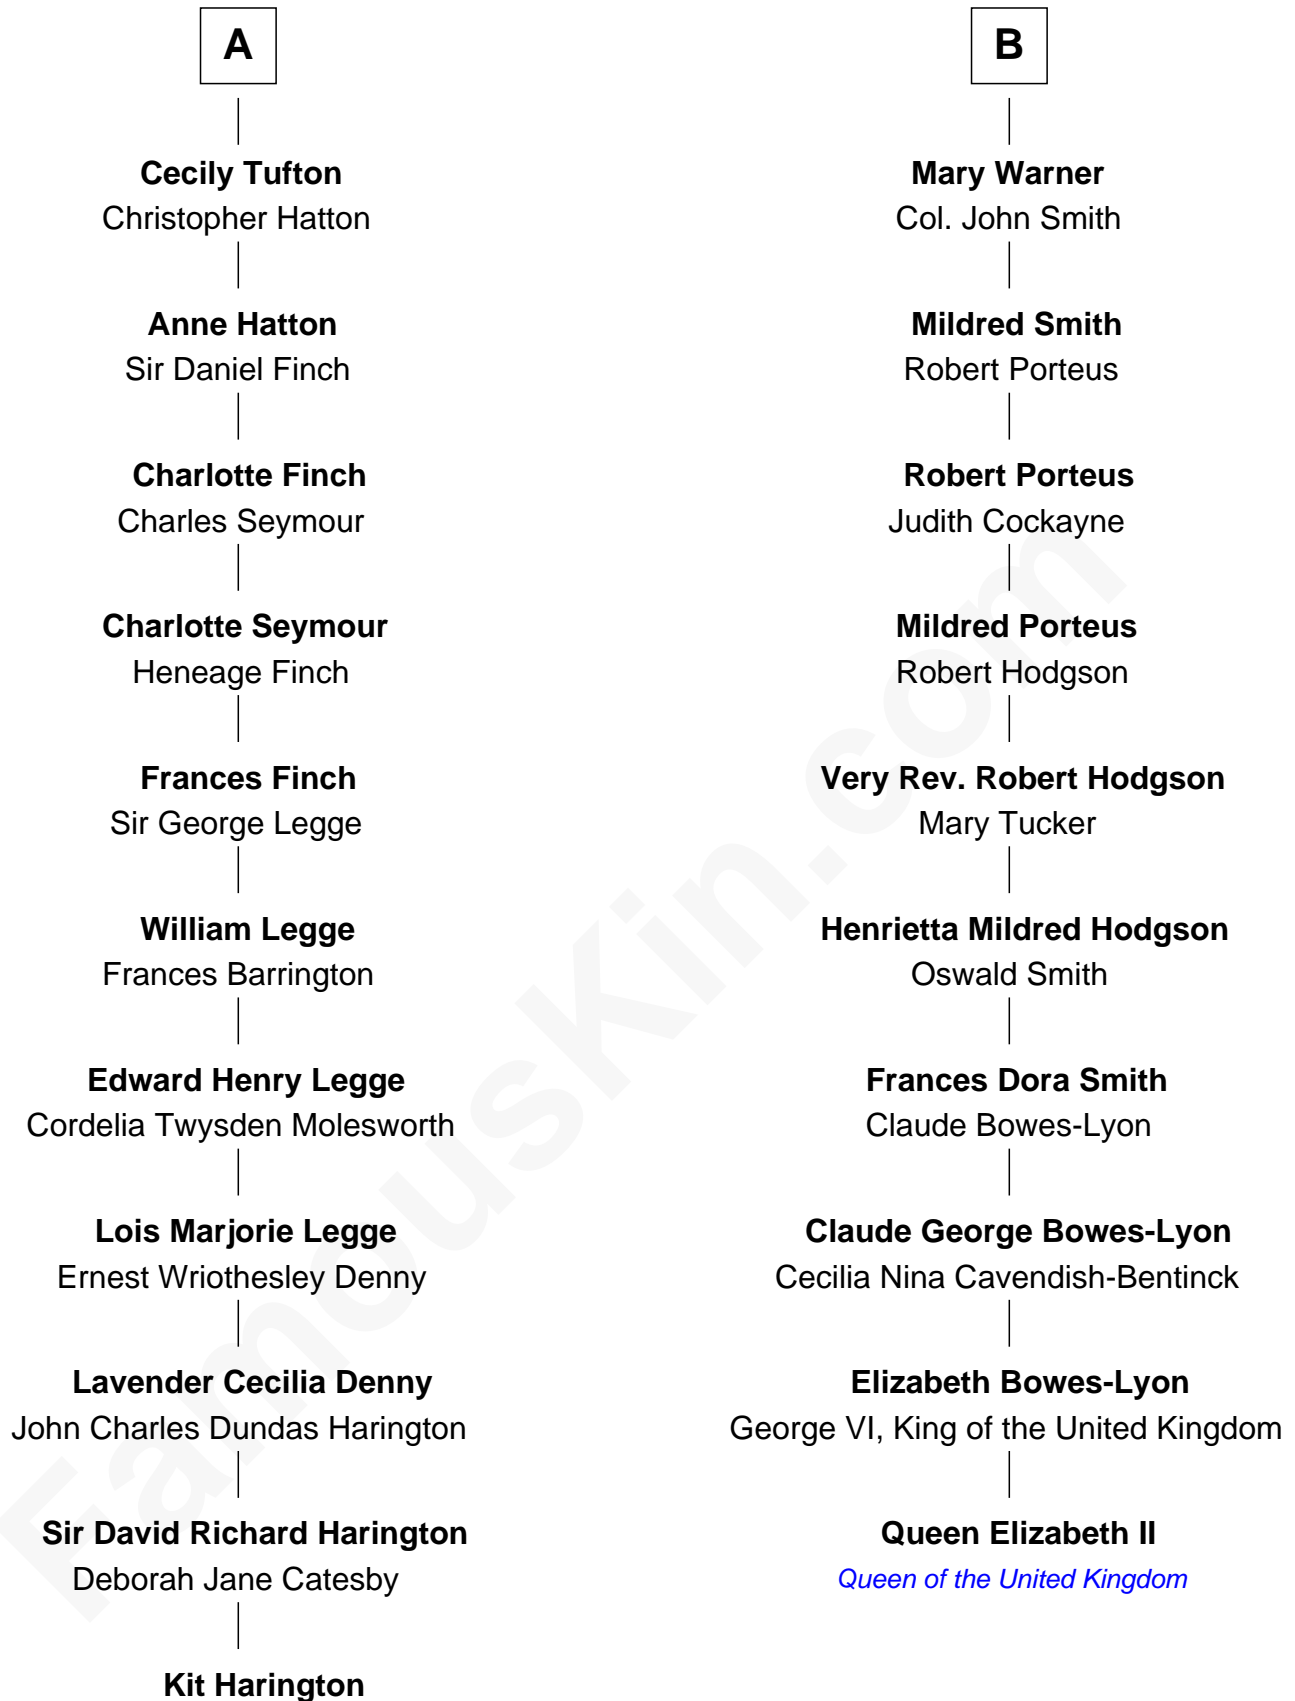 A
Cecily Tufton
Christopher Hatton
Anne Hatton
Sir Daniel Finch
Charlotte Finch
Charles Seymour
Charlotte Seymour
Heneage Finch
Frances Finch
Sir George Legge
William Legge
Frances Barrington
Edward Henry Legge
Cordelia Twysden Molesworth
Lois Marjorie Legge
Ernest Wriothesley Denny
Lavender Cecilia Denny
John Charles Dundas Harington
Sir David Richard Harington
Deborah Jane Catesby
Kit Harington
B
Mary Warner
Col. John Smith
Mildred Smith
Robert Porteus
Robert Porteus
Judith Cockayne
Mildred Porteus
Robert Hodgson
Very Rev. Robert Hodgson
Mary Tucker
Henrietta Mildred Hodgson
Oswald Smith
Frances Dora Smith
Claude Bowes-Lyon
Claude George Bowes-Lyon
Cecilia Nina Cavendish-Bentinck
Elizabeth Bowes-Lyon
George VI, King of the United Kingdom
Queen Elizabeth II
Queen of the United Kingdom
FamousKin.com